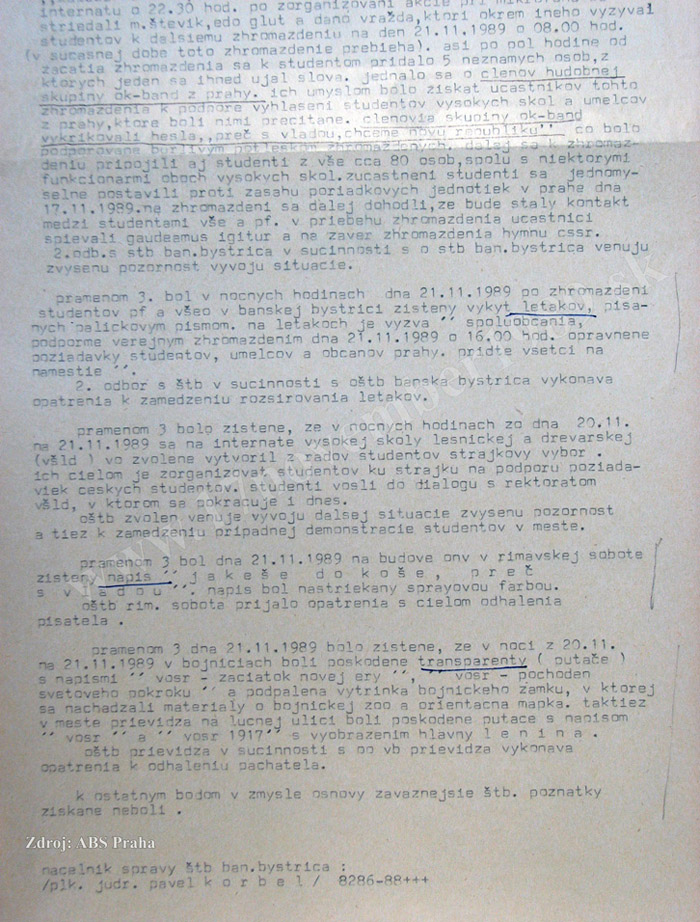 internatu o 22.30 hod. po zorganizovani akcie pri mikrofone sa
striedali m.števik,edo glut a dano vražda,ktori okrem ineho vyzyval
studentov k dalsiemu zhromazdeniu na den 21.11.1989 o 08.00 hod.
(v sucasnej dobe toto zhromazdenie prebieha). asi po pol hodine od
zacatia zhromazdenia sa k studentom pridalo 5 neznamych osob,z
ktorych jeden sa ihned ujal slova. jednalo sa o clenov hudobnej
skupiny ok-band z prahy. ich umyslom bolo ziskat ucastnikov tohto
zhromazdenia k podpore vyhlaseni studentov vysokych skol a umelcov
z prahy,ktore boli nimi precitane. clenovia skupiny ok-band
vykrikovali hesla,,preč s vladou,chceme novu republiku'' co bolo
podporovane burlivym potleskom zhromazdenych. dalej sa k zhromaz-
deniu pripojili aj studenti z vše cca 80 osob,spolu s niektorymi
funkcionarmi oboch vysokych skol.zucastneni studenti sa jednomy-
selne postavili proti zasahu poriadkovych jednotiek v prahe dna
17.11.1989.na zhromazdeni sa dalej dohodli,ze bude staly kontakt
medzi studentami vše a pf. v priebehu zhromazdenia ucastnici
spievali gaudeamus igitur a na zaver zhromazdenia hymnu cssr.
2.odb.s štb ban.bystrica v sucinnosti s o štb ban.bystrica venuju
zvysenu pozornost vyvoju situacie.
pramenom 3. bol v nocnych hodinach dna 21.11.1989 po zhromazdeni
studentov pf a všeo v banskej bystrici zisteny vykyt letakov, pisa-
nych palickovym pismom. na letakoch je vyzva '' spoluobcania,
podporme verejnym zhromazdenim dna 21.11.1989 o 16.00 hod. opravnene
poziadavky studentov, umelcov a obcanov prahy. pridte vsetci na
namestie ''.
2. odbor s štb v sucinnosti s oštb banska bystrica vykonava
opatrenia k zamedzeniu rozsirovania letakov.
pramenom 3 bolo zistene, ze v nocnych hodinach zo dna 20.11.
na 21.11.1989 sa na internate vysokej skoly lesnickej a drevarskej
(všld ) vo zvolene vytvoril z radov studentov strajkovy vybor .
ich cielom je zorganizovat studentov ku strajku na podporu poziada-
viek ceskych studentov. studenti vosli do dialogu s rektoratom
všld, v ktorom sa pokracuje i dnes.
oštb zvolen venuje vyvoju dalsej situacie zvysenu pozornost
a tiez k zamedzeniu pripadnej demonstracie studentov v meste.
pramenom 3 bol dna 21.11.1989 na budove onv v rimavskej sobote
zisteny napis '' j a k e š e d o k o š e , p r e č
s v l a d o u ''. napis bol nastriekany sprayovou farbou.
oštb rim. sobota prijalo opatrenia s cielom odhalenia
pisatela .
pramenom 3 dna 21.11.1989 bolo zistene, ze v noci z 20.11.
na 21.11.1989 v bojniciach boli poskodene transparenty ( putače )
s napismi '' vosr - zaciatok novej ery '', '' vosr - pochoden
svetoveho pokroku '' a podpalena vytrinka bojnickeho zamku, v ktorej
sa nachadzali materialy o bojnickej zoo a orientacna mapka. taktiez
v meste prievidza na lucnej ulici boli poskodene putace s napisom
'' vosr '' a '' vosr 1917'' s vyobrazenim hlavny l e n i n a .
oštb prievidza v sucinnosti s oo vb prievidza vykonava
opatrenia k odhaleniu pachatela.
k ostatnym bodom v zmysle osnovy zavaznejsie štb. poznatky
ziskane neboli .
Zdroj: ABS Praha
nacalnik spravy štb ban.bystrica :
/plk. judr. pavel k o r b e l / 8286-88+++